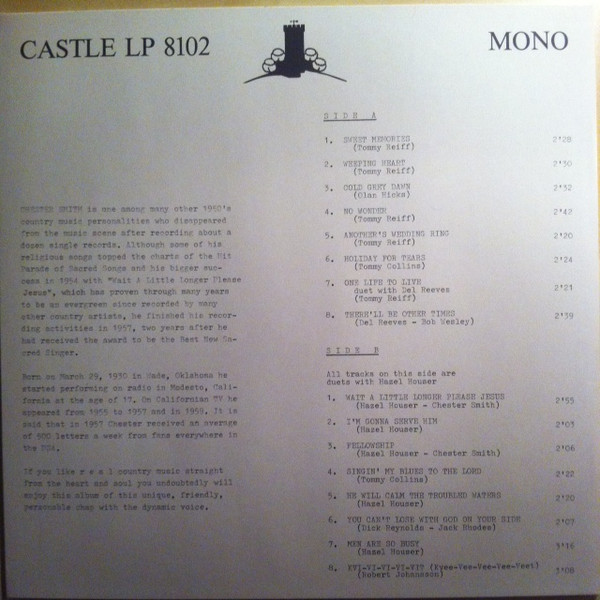 CASTLE LP 8102
MONO
CHESTER SMITH is one among many other 1950's
country music personalities who disappeared
from the music scene after recording about a
dozen single records. Although some of his
religious songs topped the charts of the Hit
Parade of Sacred Songs and his bigger suc-
cess in 1954 with "Wait A Little Longer Please
Jesus", which has proven through many years
to be an evergreen since recorded by many
other country artists, he finished his recor-
ding activities in 1957, two years after he
had received the award to be the Best New Sa-
cred Singer.
Born on March 29, 1930 in Wade, Oklahoma he
started performing on radio in Modesto, Cali-
fornia at the age of 17. On Californian TV he
appeared from 1955 to 1957 and in 1959. It is
said that in 1957 Chester received at average
of 500 letters a week from fans everywhere in
the USA.
If you like r e a l country music straight
from the heart and soul you undoubtedly will
enjoy this album of this unique, friendly,
personable chap with the dynamic voice.
SIDE A
1. SWEET MEMORIES 2'28
(Tommy Reiff)
2. WEEPING HEART 2'30
(Tommy Reiff)
3. COLD GREY DAWN 2'32
(Olan Hicks)
4. NO WONDER 2'42
(Tommy Reiff)
5. ANOTHER'S WEDDING RING 2'20
(Tommy Reiff)
6. HOLIDAY FOR TEARS 2'24
(Tommy Collins)
7. ONE LIFE TO LIVE
duet with Del Reeves 2'21
(Tommy Reiff)
8. THERE'LL BE OTHER TIMES 2'39
(Del Reeves - Bob Wesley)
SIDE B
All tracks on this side are
duets with Hazel Houser
1. WAIT A LITTLE LONGER PLEASE JESUS 2'55
(Hazel Houser - Chester Smith)
2. I'M GONNA SERVE HIM 2'03
(Hazel Houser - Chester Smith)
3. FELLOWSHIP 2'06
(Hazel Houser - Chester Smith)
4. SINGIN' MY BLUES TO THE LORD 2'22
(Tommy Collins)
5. HE WILL CALM THE TROUBLED WATERS 2'20
(Hazel Houser)
6. YOU CAN'T LOSE WITH GOD ON YOUR SIDE 2'07
(Dick Reynolds - Jack Rhodes)
7. MEN ARE SO BUSY 3'16
(Hazel Houser)
8. XVI-VI-VI-VI-VI? (Kvee-Vee-Vee-Vee-Veet) 3'08
(Robert Johansson)